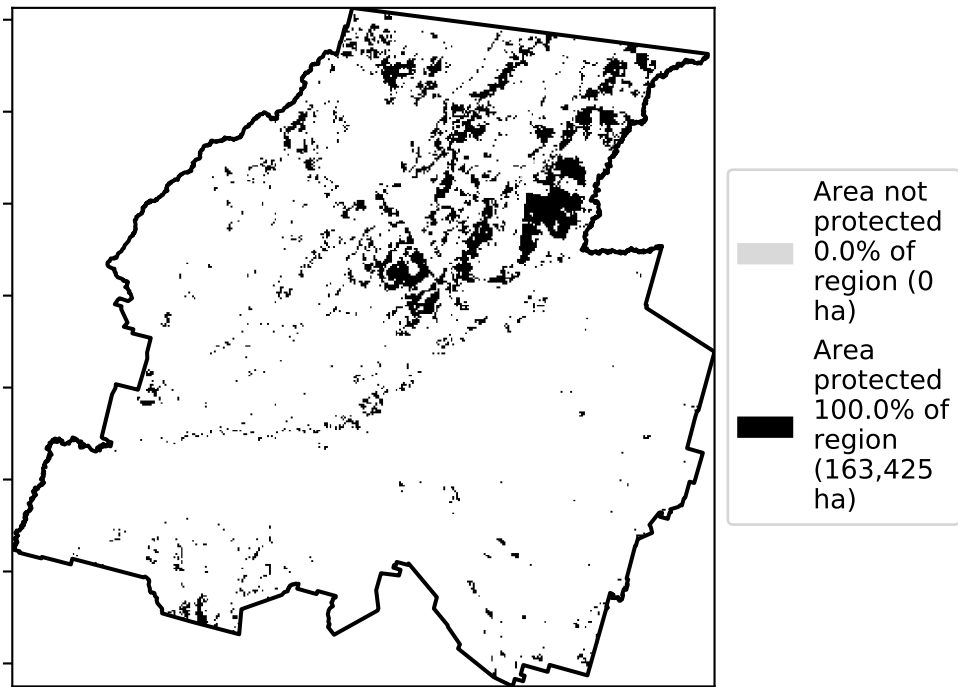 Area not
protected
0.0% of
region (0
ha)
Area
protected
100.0% of
region
(163,425
ha)